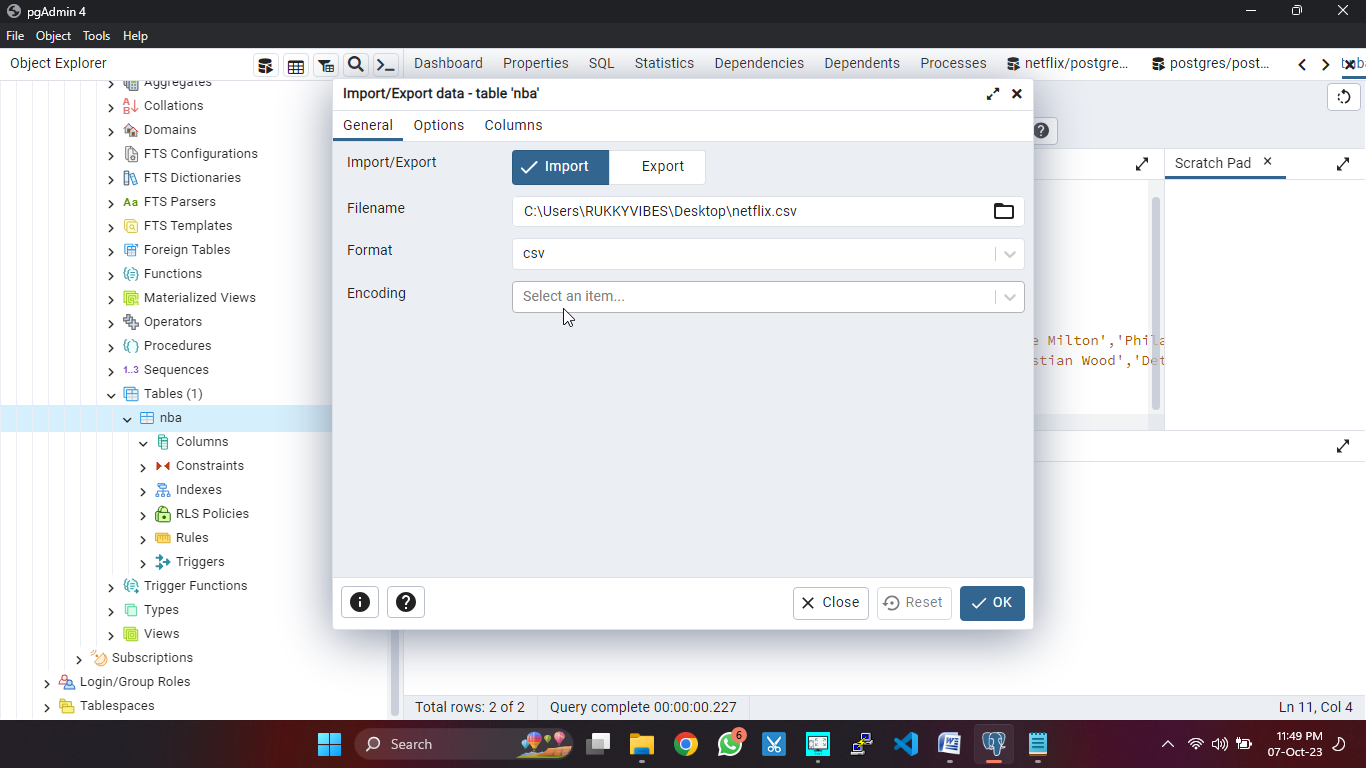 pgAdmin 4
File Object Tools Help
Object Explorer
Dashboard Properties SQL Statistics Dependencies Dependents Processes netflix/postgre... postgres/post...
Aggregates
Collations
Domains
FTS Configurations
FTS Dictionaries
Aa FTS Parsers
FTS Templates
Foreign Tables
Functions
Materialized Views
Operators
Procedures
1..3 Sequences
Tables (1)
nba
Columns
Constraints
Indexes
RLS Policies
Rules
Triggers
Trigger Functions
Types
Views
Subscriptions
Login/Group Roles
Tablespaces
Import/Export data - table 'nba'
General Options Columns
Import/Export Import Export
Filename C:\Users\RUKKYVIBES\Desktop\netflix.csv
Format csv
Encoding Select an item...
Close Reset OK
Scratch Pad
Milton','Phila
stian Wood','Det
Total rows: 2 of 2 Query complete 00:00:00.227 Ln 11, Col 4
Search
6
11:49 PM
07-Oct-23